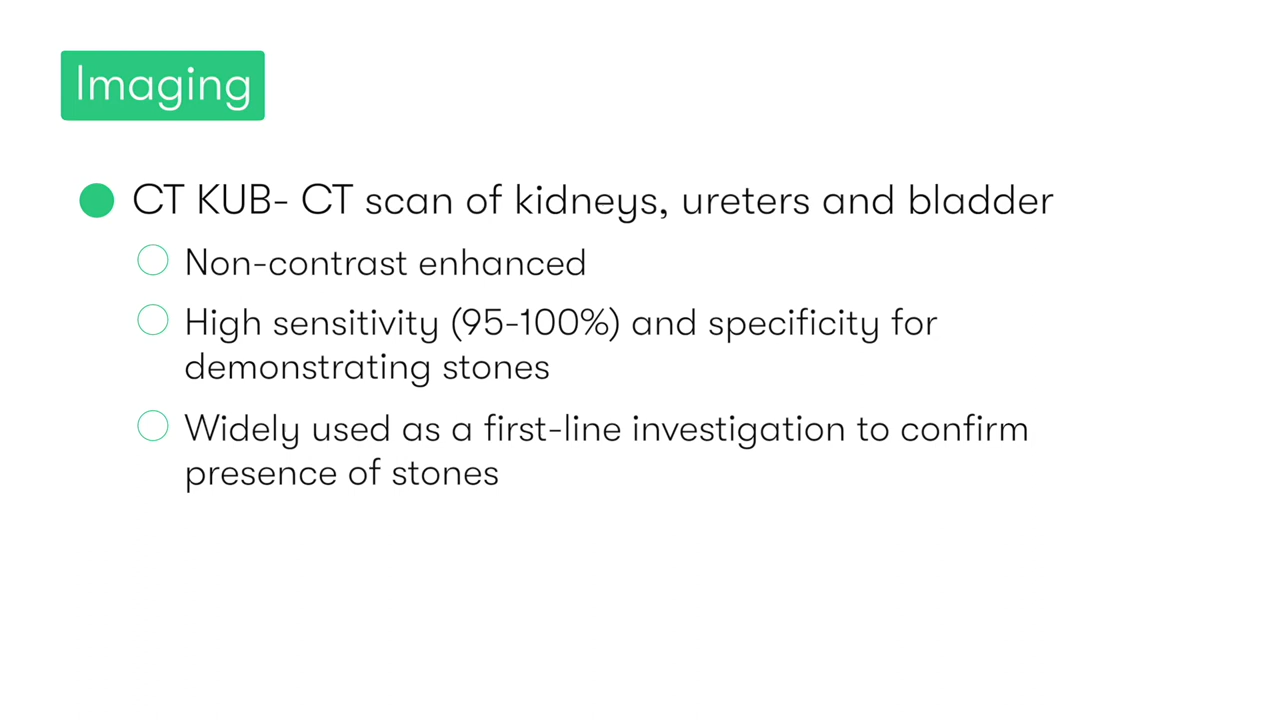 Imaging
CT KUB- CT scan of kidneys, ureters and bladder
Non-contrast enhanced
High sensitivity (95-100%) and specificity for
demonstrating stones
Widely used as a first-line investigation to confirm
presence of stones